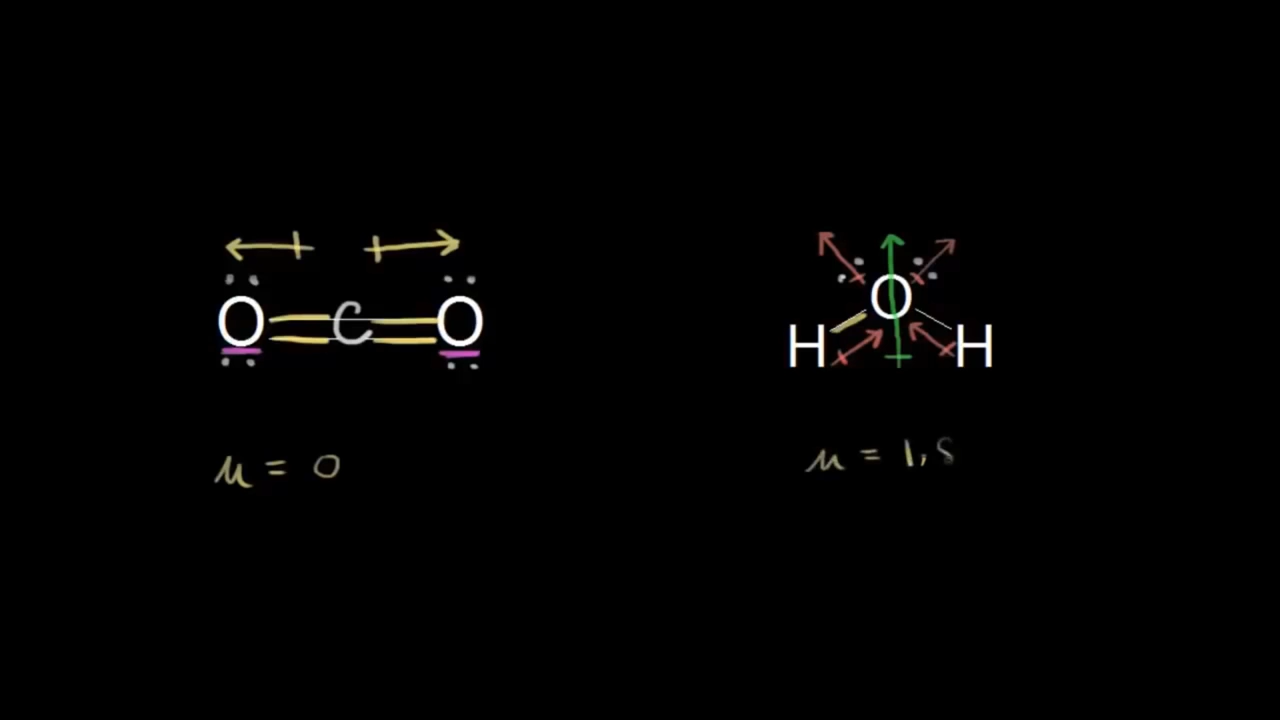 O=C=O
H O H
μ = 0
μ = 1,8